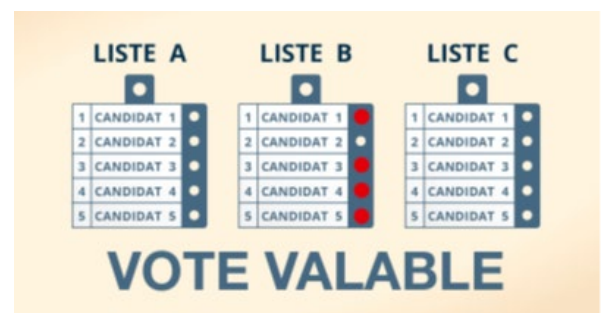 LISTE A LISTE B LISTE C
1 CANDIDAT 1 1 CANDIDAT 1 1 CANDIDAT 1
2 CANDIDAT 2 2 CANDIDAT 2 2 CANDIDAT 2
3 CANDIDAT 3 3 CANDIDAT 3 3 CANDIDAT 3
4 CANDIDAT 4 4 CANDIDAT 4 4 CANDIDAT 4
5 CANDIDAT 5 5 CANDIDAT 5 5 CANDIDAT 5
VOTE VALABLE